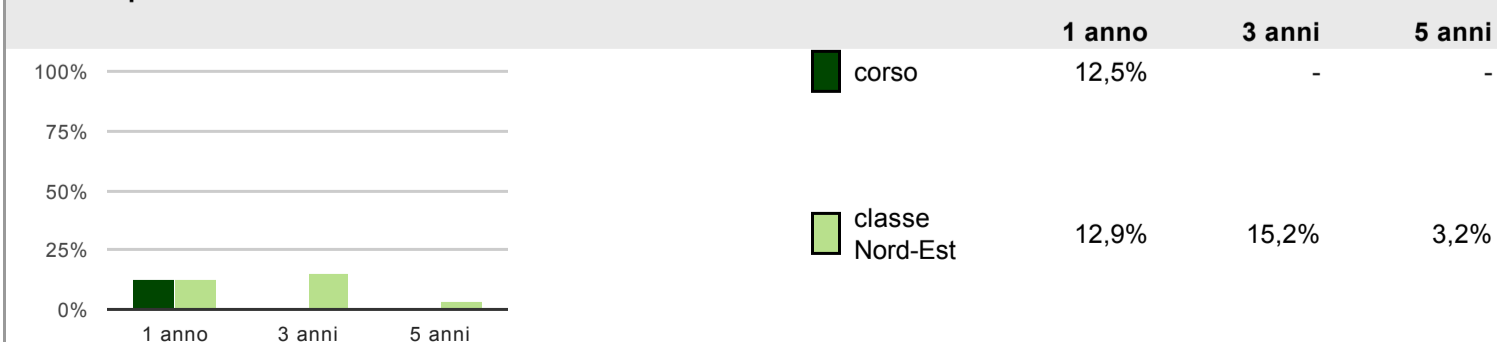 1 anno 3 anni 5 anni
100%
75%
50%
25%
0%
1 anno 3 anni 5 anni
corso 12,5% - -
classe
Nord-Est 12,9% 15,2% 3,2%